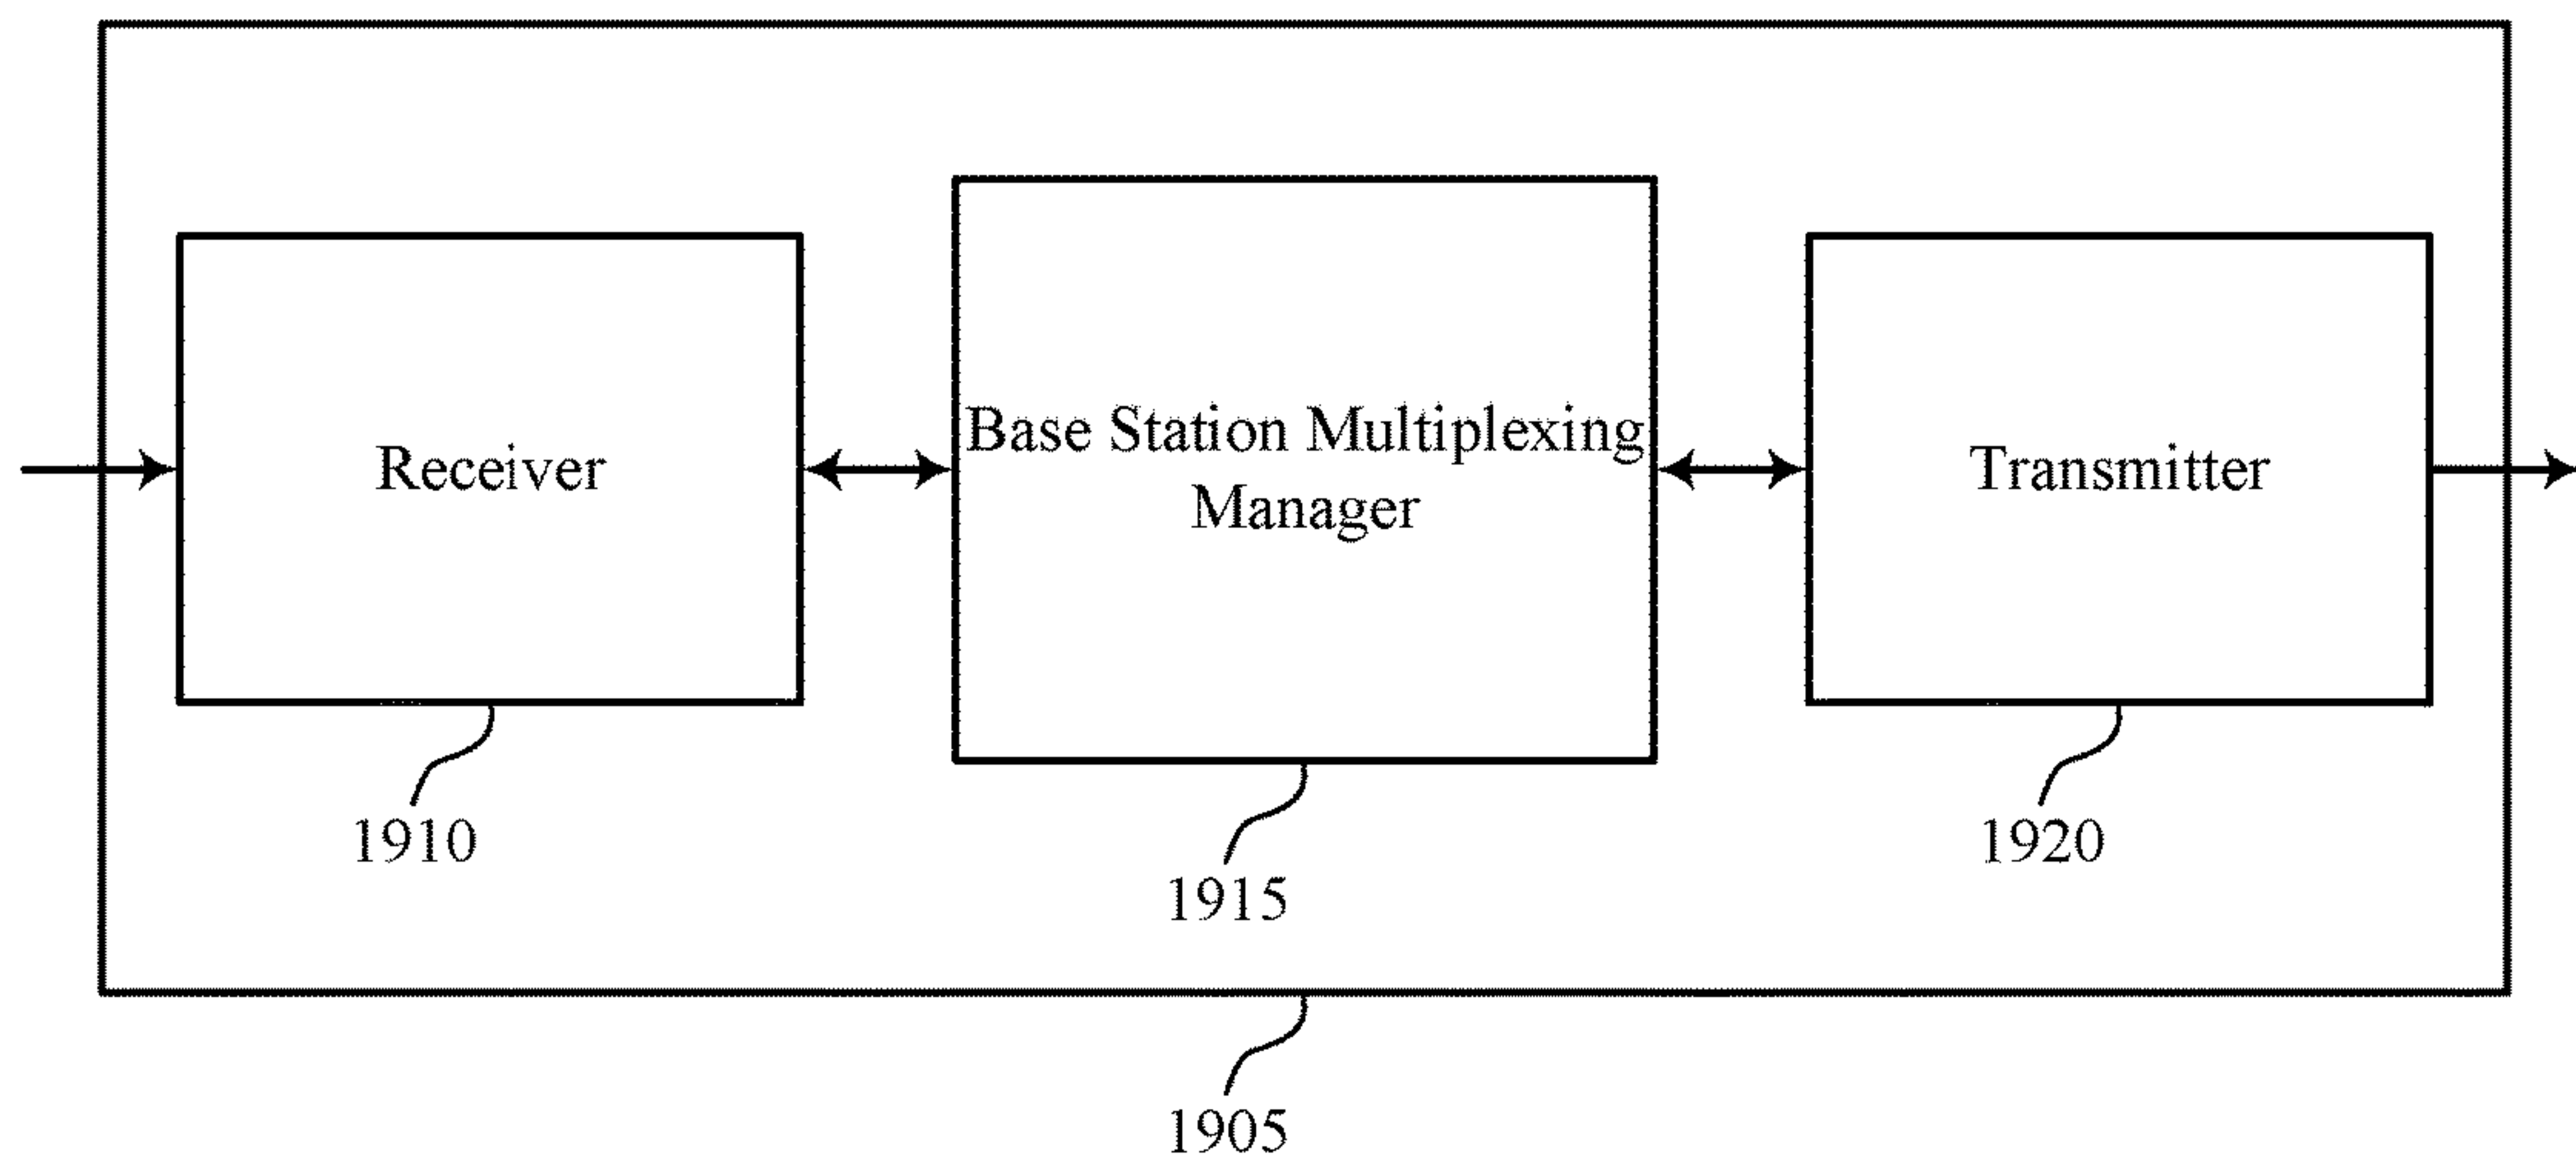 Receiver
Base Station Multiplexing
Manager
Transmitter
1910
1915
1920
1905